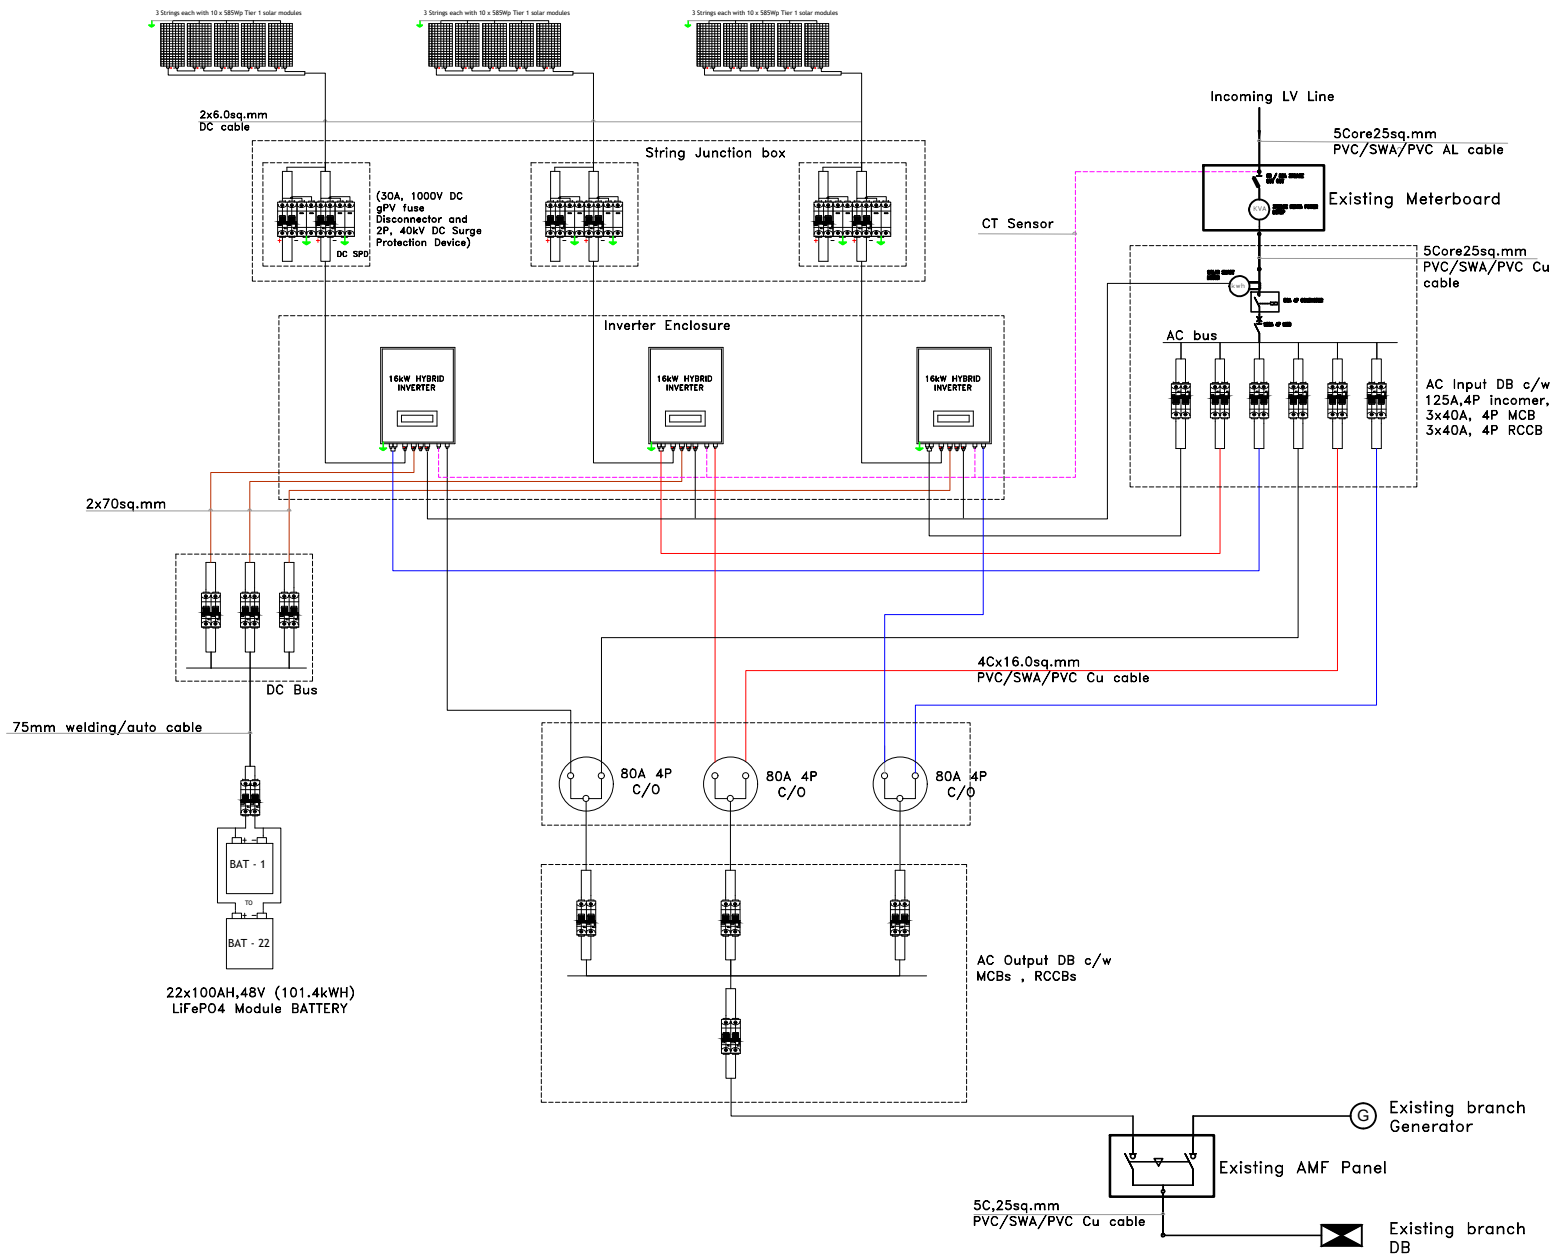 3 Strings each with 10 x 585Wp Tier 1 solar modules
3 Strings each with 10 x 585Wp Tier 1 solar modules
3 Strings each with 10 x 585Wp Tier 1 solar modules
2x6.0sq.mm
DC cable
String Junction box
(30A, 1000V DC
gPV fuse
Disconnector and
2P, 40kV DC Surge
Protection Device)
DC SPD
Incoming LV Line
5Core25sq.mm
PVC/SWA/PVC AL cable
KVA
Existing Meterboard
CT Sensor
5Core25sq.mm
PVC/SWA/PVC Cu
cable
kwh
AC bus
AC Input DB c/w
125A,4P incomer,
3x40A, 4P MCB
3x40A, 4P RCCB
Inverter Enclosure
16kW HYBRID
INVERTER
16kW HYBRID
INVERTER
16kW HYBRID
INVERTER
2x70sq.mm
DC Bus
75mm welding/auto cable
4Cx16.0sq.mm
PVC/SWA/PVC Cu cable
80A 4P
C/O
80A 4P
C/O
80A 4P
C/O
BAT - 1
TO
BAT - 22
22x100AH,48V (101.4kWH)
LiFePO4 Module BATTERY
AC Output DB c/w
MCBs , RCCBs
G
Existing branch
Generator
Existing AMF Panel
5C,25sq.mm
PVC/SWA/PVC Cu cable
Existing branch
DB